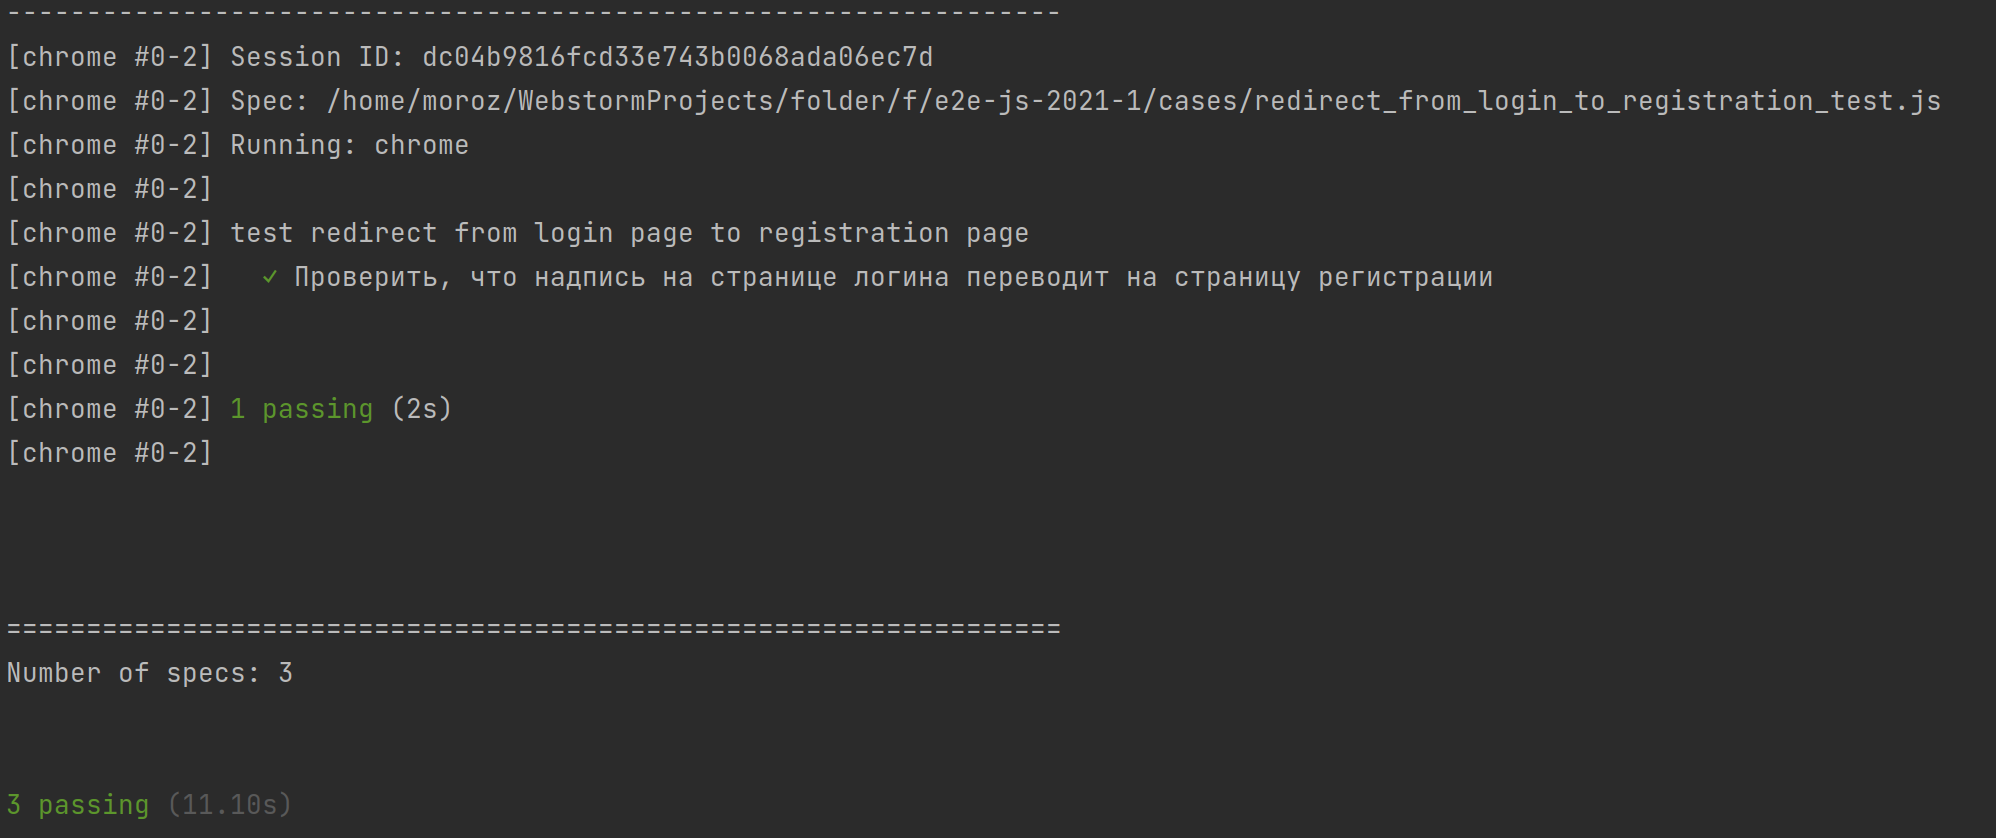 ------------------------------------------------------------------
[chrome #0-2] Session ID: dc04b9816fcd33e743b0068ada06ec7d
[chrome #0-2] Spec: /home/moroz/WebstormProjects/folder/f/e2e-js-2021-1/cases/redirect_from_login_to_registration_test.js
[chrome #0-2] Running: chrome
[chrome #0-2]
[chrome #0-2] test redirect from login page to registration page
[chrome #0-2]   ✓ Проверить, что надпись на странице логина переводит на страницу регистрации
[chrome #0-2]
[chrome #0-2]
[chrome #0-2] 1 passing (2s)
[chrome #0-2]
==================================================================
Number of specs: 3
3 passing (11.10s)